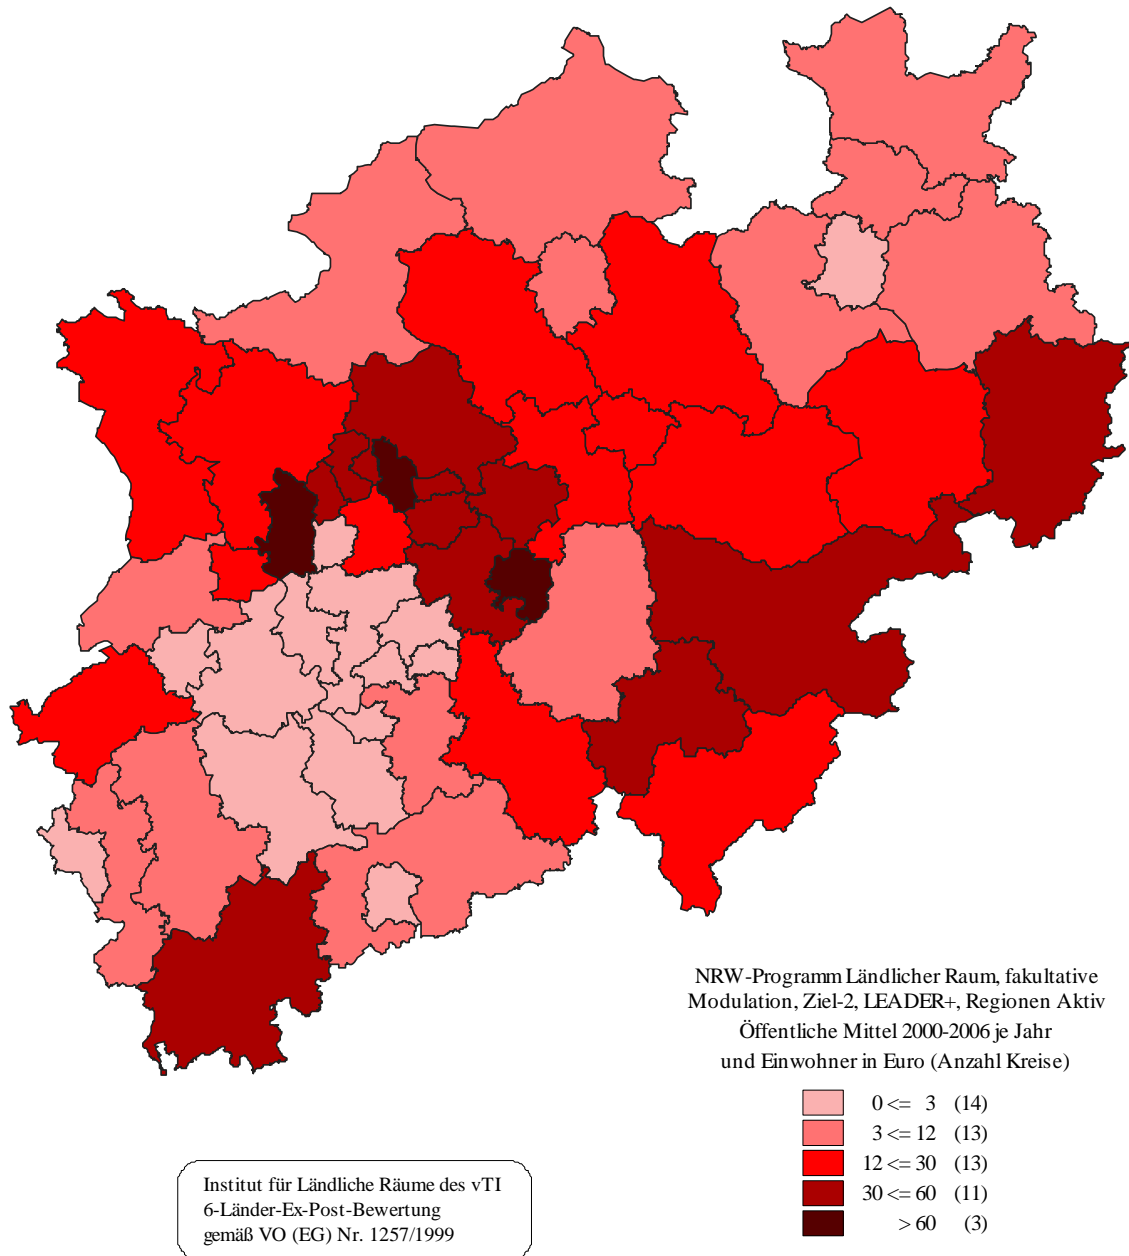 NRW-Programm Ländlicher Raum, fakultative
Modulation, Ziel-2, LEADER+, Regionen Aktiv
Öffentliche Mittel 2000-2006 je Jahr
und Einwohner in Euro (Anzahl Kreise)
0 <= 3 (14)
3 <= 12 (13)
12 <= 30 (13)
30 <= 60 (11)
> 60 (3)
Institut für Ländliche Räume des vTI
6-Länder-Ex-Post-Bewertung
gemäß VO (EG) Nr. 1257/1999